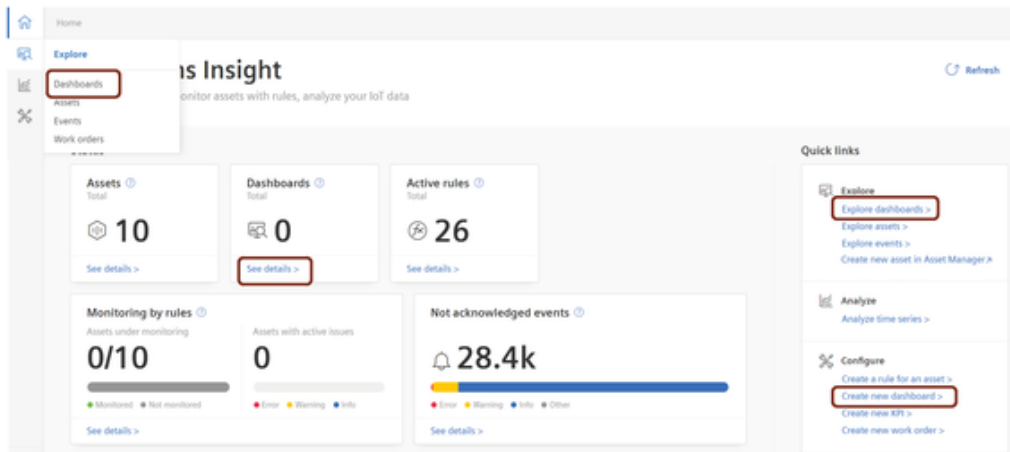 Home
Explore
Dashboards
Assets
Events
Work orders
ns Insight
onitor assets with rules, analyze your IoT data
Refresh
Assets
Total
10
See details >
Dashboards
Total
0
See details >
Active rules
Total
26
See details >
Monitoring by rules
Assets under monitoring
0/10
Monitored Not monitored
Assets with active issues
0
Error Warning Info
See details >
Not acknowledged events
28.4k
Error Warning Info Other
See details >
Quick links
Explore
Explore dashboards >
Explore assets >
Explore events >
Create new asset in Asset Manager
Analyze
Analyze time series >
Configure
Create a rule for an asset >
Create new dashboard >
Create new KPI >
Create new work order >